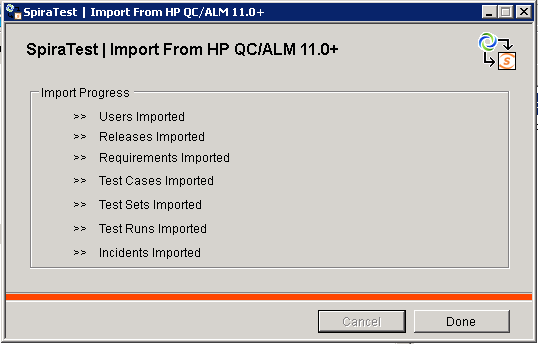 SpiraTest | Import From HP QC/ALM 11.0+
SpiraTest | Import From HP QC/ALM 11.0+
Import Progress
>> Users Imported
>> Releases Imported
>> Requirements Imported
>> Test Cases Imported
>> Test Sets Imported
>> Test Runs Imported
>> Incidents Imported
Cancel Done